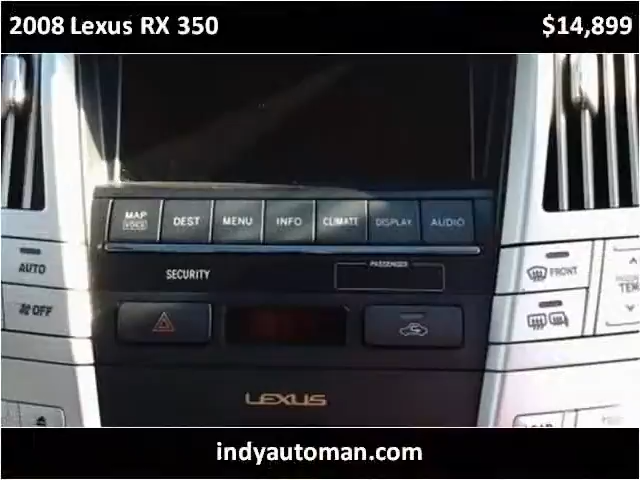 2008 Lexus RX 350 $14,899
MAP VOICE DEST MENU INFO CLIMATE DISPLAY AUDIO
AUTO
SECURITY
PASSENGER
FRONT
OFF
TEM
LEXUS
indyautoman.com